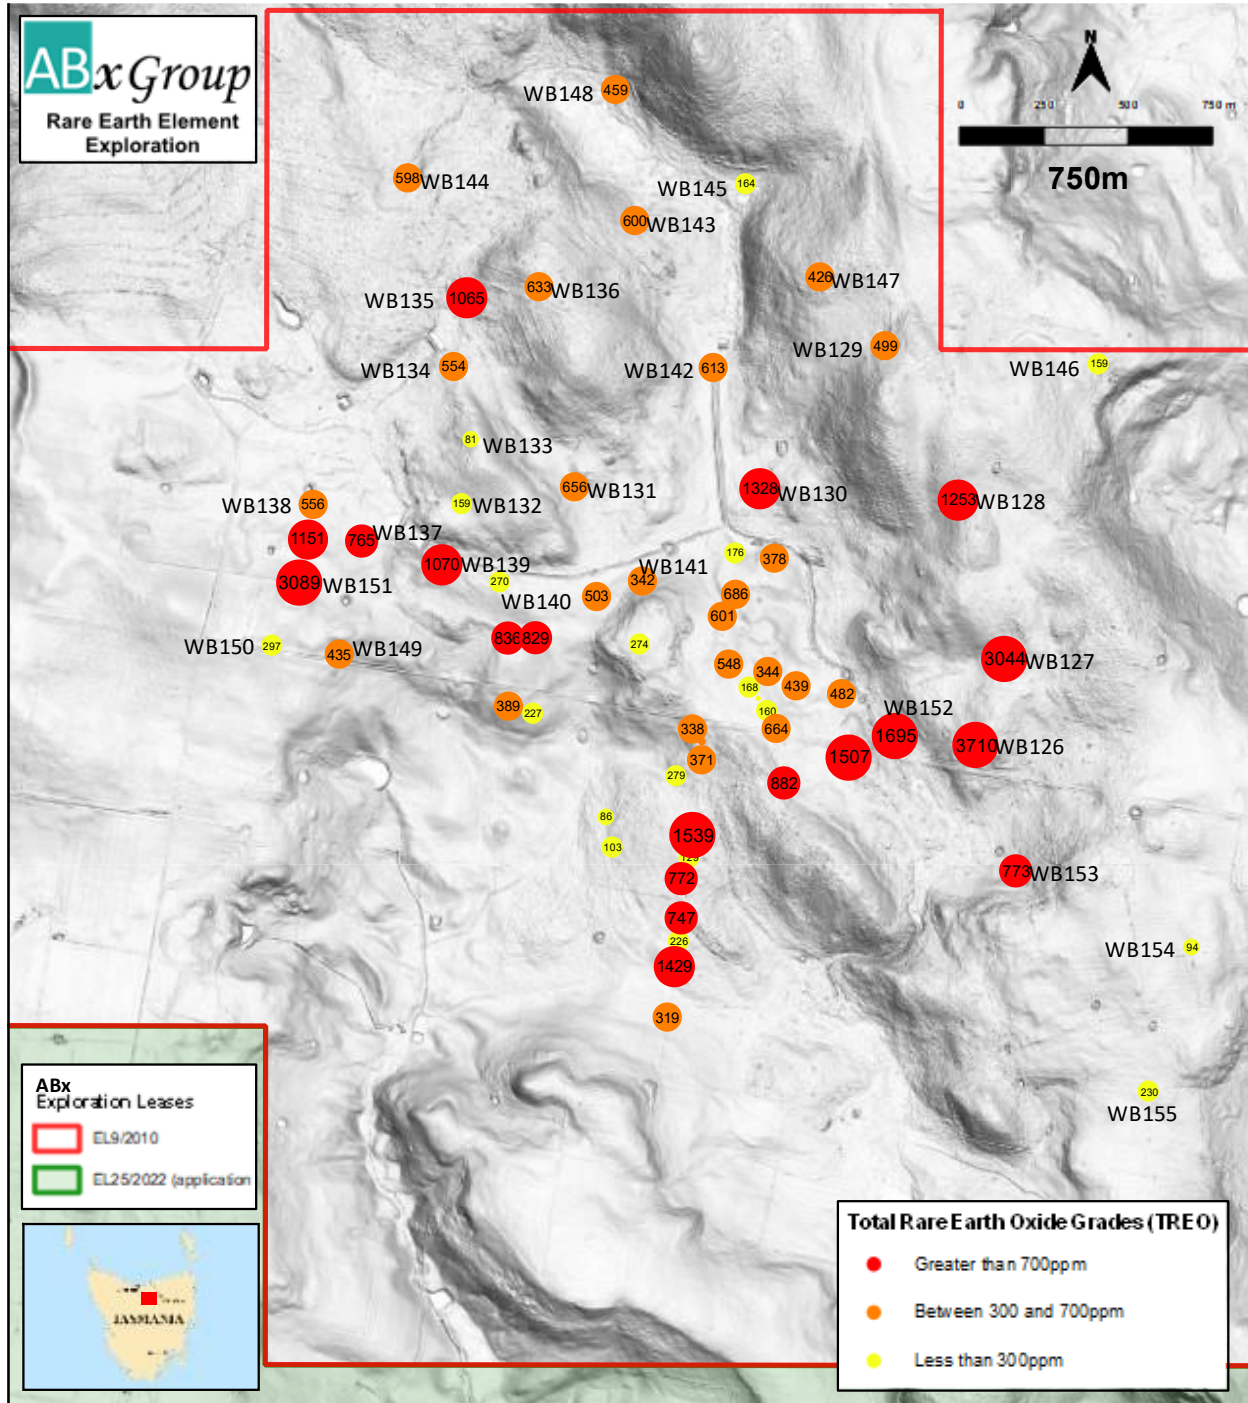 ABx Group
Rare Earth Element
Exploration
N
0 250 500 750 m
750m
WB148 459
598 WB144
WB145 164
600 WB143
426 WB147
633 WB136
WB135 1065
WB129 499
WB134 554
WB142 613
WB146 159
81 WB133
656 WB131
1328 WB130
1253 WB128
159 WB132
WB138 556
1151
765 WB137
176
378
1070 WB139
WB141
342
3089 WB151
270
WB140
503
686
601
836 829
274
WB150 297
435 WB149
548
344
3044 WB127
168
439
482
389
227
160
WB152
338
664
1695
3710 WB126
371
1507
279
882
86
1539
103
129
772
773 WB153
747
226
WB154 94
1429
319
230
WB155
ABx
Exploration Leases
EL9/2010
EL25/2022 (application
TASMANIA
Total Rare Earth Oxide Grades (TREO)
Greater than 700ppm
Between 300 and 700ppm
Less than 300ppm